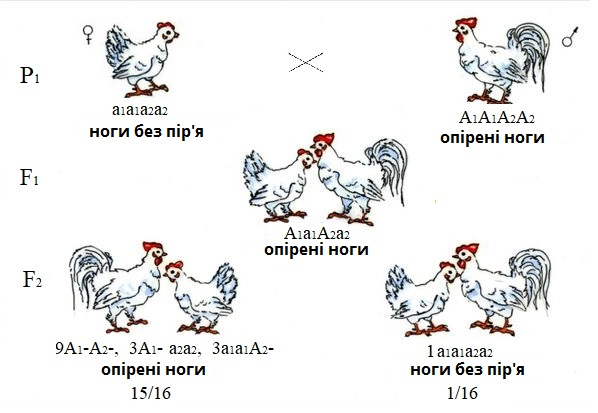 ♀ ♂
P1 ×
a1a1a2a2 A1A1A2A2
ноги без пір'я опірені ноги
F1
A1a1A2a2
опірені ноги
F2
9A1-A2-, 3A1- a2a2, 3a1a1A2- 1a1a1a2a2
опірені ноги ноги без пір'я
15/16 1/16